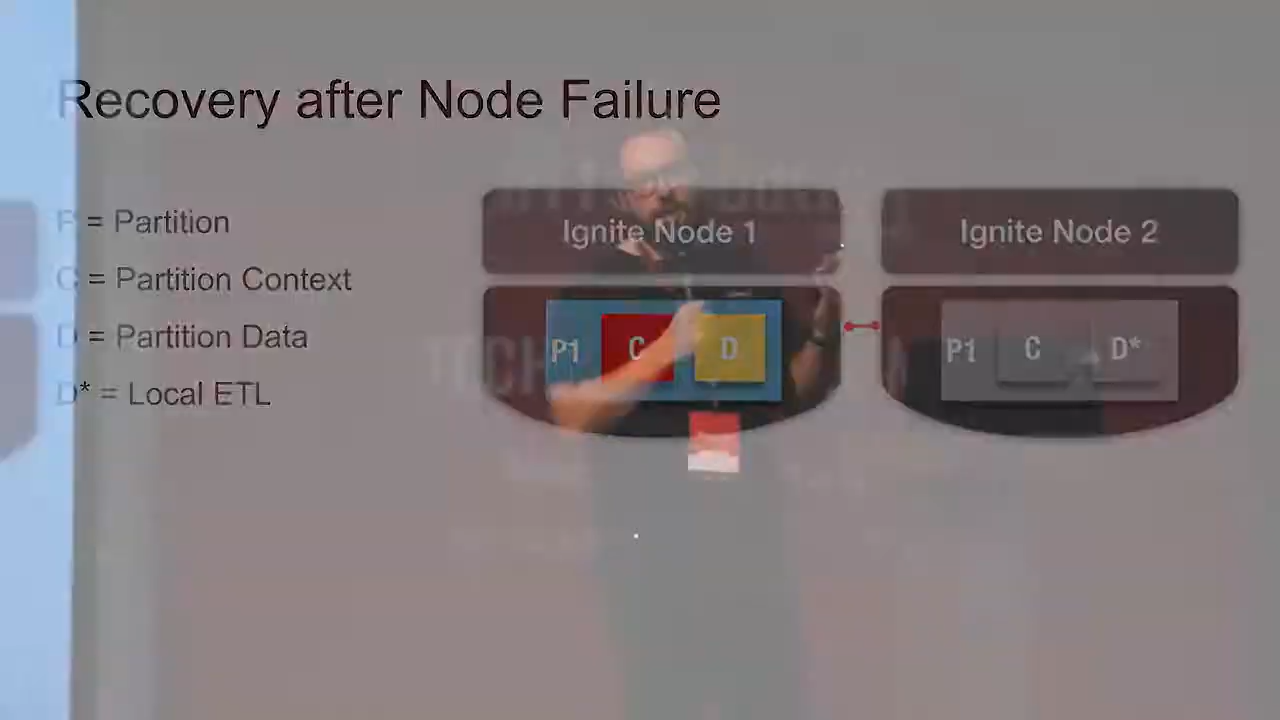 Recovery after Node Failure
P = Partition
C = Partition Context
D = Partition Data
D* = Local ETL
Ignite Node 1
Ignite Node 2
P1 C D
P1 C D*